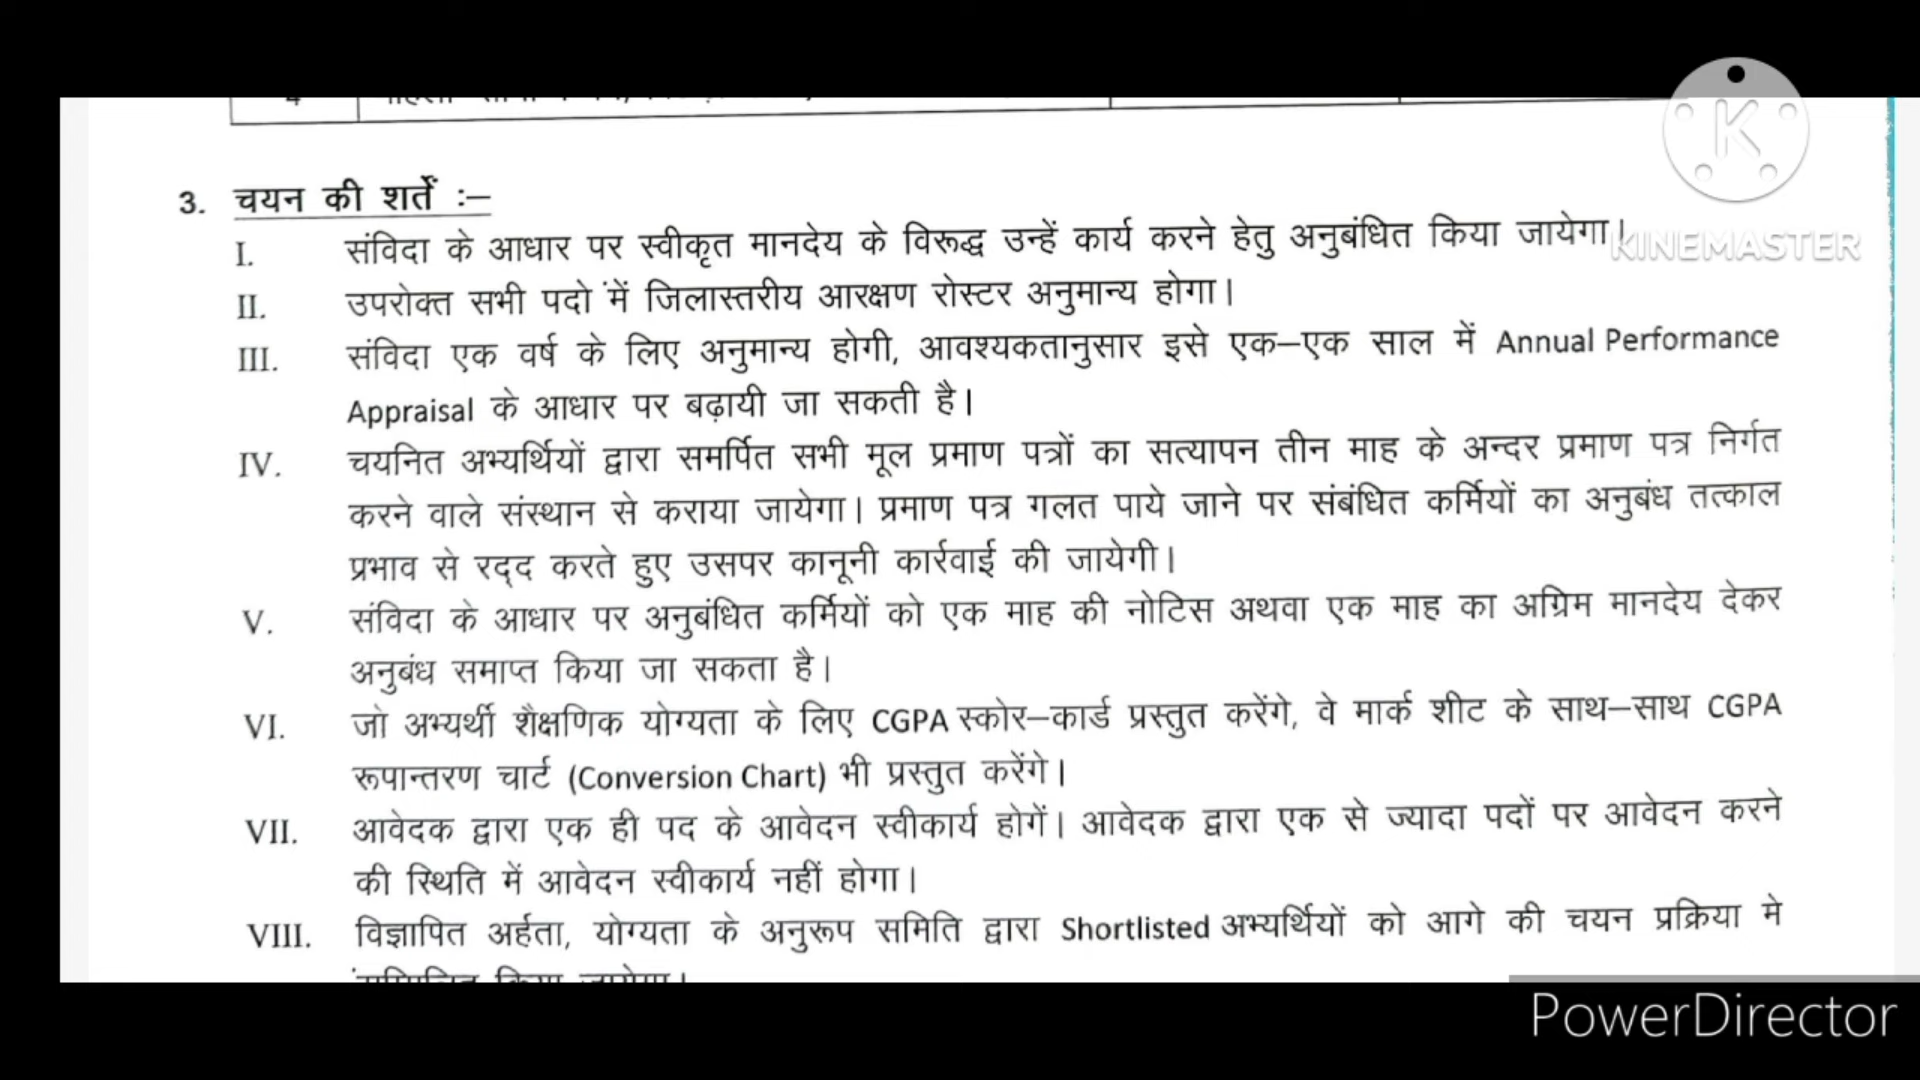 3. चयन की शर्तें :–
I. संविदा के आधार पर स्वीकृत मानदेय के विरूद्ध उन्हें कार्य करने हेतु अनुबंधित किया जायेगा।
II. उपरोक्त सभी पदों में जिलास्तरीय आरक्षण रोस्टर अनुमान्य होगा।
III. संविदा एक वर्ष के लिए अनुमान्य होगी, आवश्यकतानुसार इसे एक–एक साल में Annual Performance
Appraisal के आधार पर बढ़ायी जा सकती है।
IV. चयनित अभ्यर्थियों द्वारा समर्पित सभी मूल प्रमाण पत्रों का सत्यापन तीन माह के अन्दर प्रमाण पत्र निर्गत
करने वाले संस्थान से कराया जायेगा। प्रमाण पत्र गलत पाये जाने पर संबंधित कर्मियों का अनुबंध तत्काल
प्रभाव से रद्द करते हुए उसपर कानूनी कार्रवाई की जायेगी।
V. संविदा के आधार पर अनुबंधित कर्मियों को एक माह की नोटिस अथवा एक माह का अग्रिम मानदेय देकर
अनुबंध समाप्त किया जा सकता है।
VI. जो अभ्यर्थी शैक्षणिक योग्यता के लिए CGPA स्कोर–कार्ड प्रस्तुत करेंगे, वे मार्क शीट के साथ–साथ CGPA
रूपान्तरण चार्ट (Conversion Chart) भी प्रस्तुत करेंगे।
VII. आवेदक द्वारा एक ही पद के आवेदन स्वीकार्य होगें। आवेदक द्वारा एक से ज्यादा पदों पर आवेदन करने
की स्थिति में आवेदन स्वीकार्य नहीं होगा।
VIII. विज्ञापित अर्हता, योग्यता के अनुरूप समिति द्वारा Shortlisted अभ्यर्थियों को आगे की चयन प्रक्रिया मे
K
KINEMASTER
PowerDirector